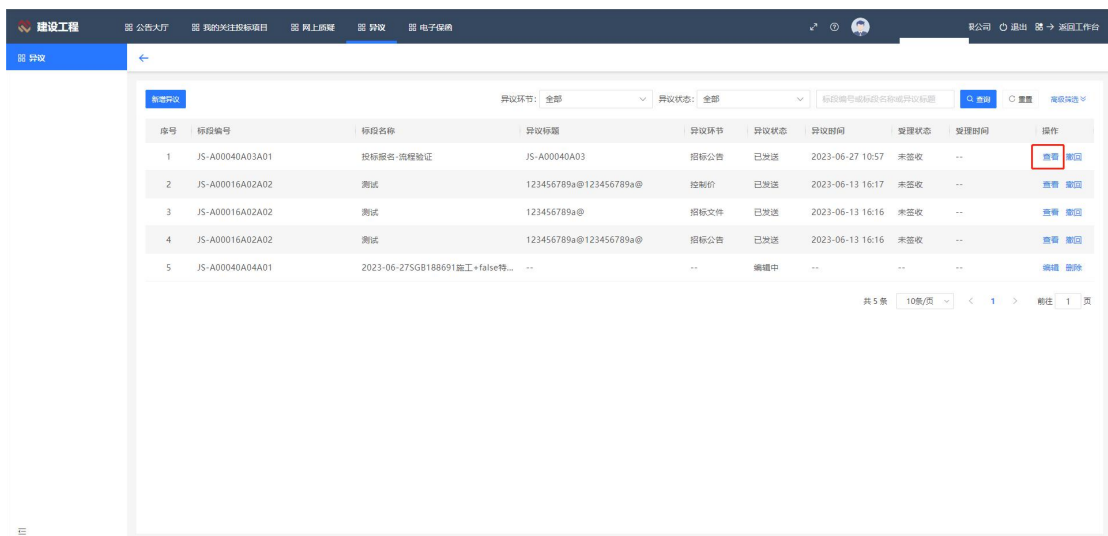 建设工程 公告大厅 我的关注投标项目 网上质疑 异议 电子保函 限公司 退出 返回工作台
异议
新增异议 异议环节: 全部 异议状态: 全部 标段编号或标段名称或异议标题 查询 重置 高级筛选
序号 标段编号 标段名称 异议标题 异议环节 异议状态 异议时间 受理状态 受理时间 操作
1 JS-A00040A03A01 投标报名-流程验证 JS-A00040A03 招标公告 已发送 2023-06-27 10:57 未签收 -- 查看 撤回
2 JS-A00016A02A02 测试 123456789a@123456789a@ 控制价 已发送 2023-06-13 16:17 未签收 -- 查看 撤回
3 JS-A00016A02A02 测试 123456789a@ 招标文件 已发送 2023-06-13 16:16 未签收 -- 查看 撤回
4 JS-A00016A02A02 测试 123456789a@123456789a@ 招标公告 已发送 2023-06-13 16:16 未签收 -- 查看 撤回
5 JS-A00040A04A01 2023-06-27SGB188691施工+false特... -- -- 编辑中 -- -- -- 编辑 删除
共 5 条 10条/页 < 1 > 前往 1 页